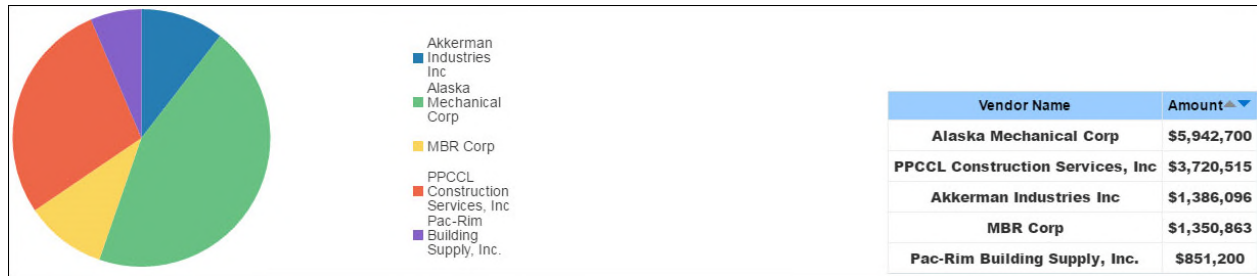 Akkerman
Industries
Inc
Alaska
Mechanical
Corp
MBR Corp
PPCCL
Construction
Services, Inc
Pac-Rim
Building
Supply, Inc.
Vendor Name Amount
Alaska Mechanical Corp $5,942,700
PPCCL Construction Services, Inc $3,720,515
Akkerman Industries Inc $1,386,096
MBR Corp $1,350,863
Pac-Rim Building Supply, Inc. $851,200